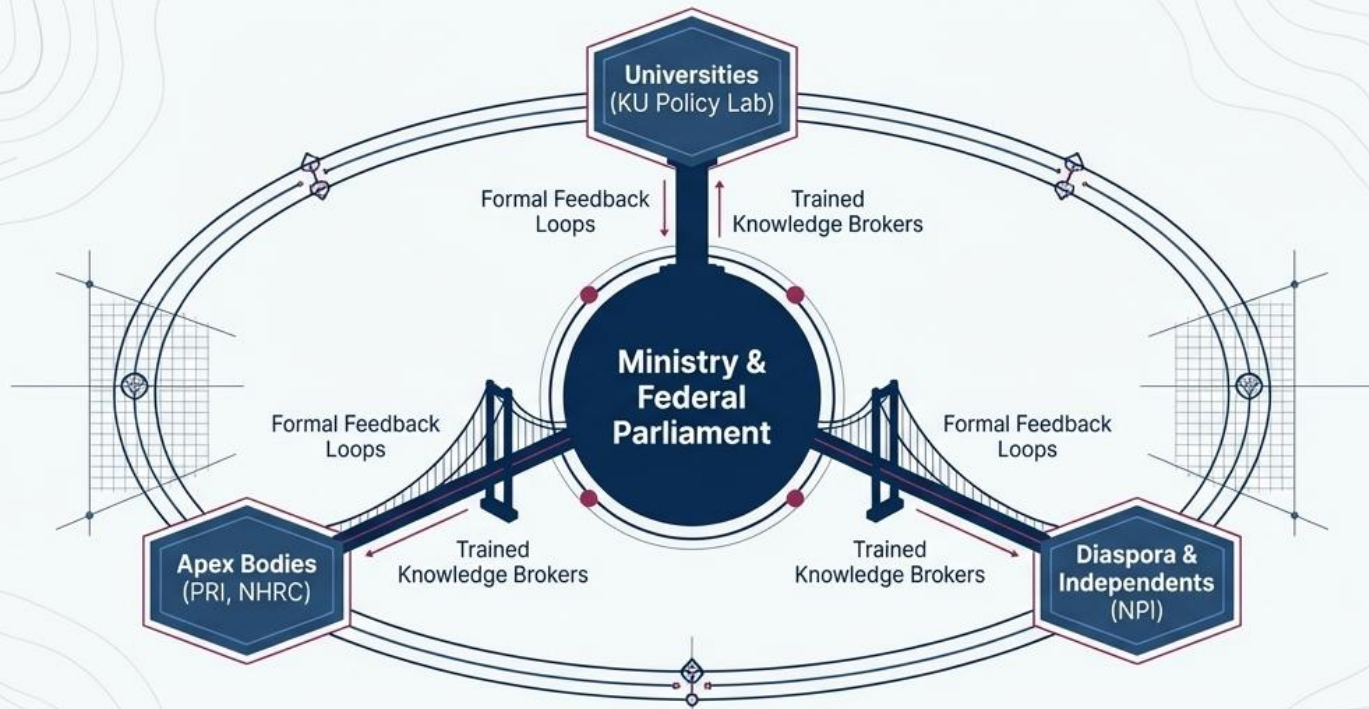 Universities
(KU Policy Lab)
Formal Feedback
Loops
Trained
Knowledge Brokers
Ministry &
Federal
Parliament
Formal Feedback
Loops
Formal Feedback
Loops
Trained
Knowledge Brokers
Trained
Knowledge Brokers
Apex Bodies
(PRI, NHRC)
Diaspora &
Independents
(NPI)